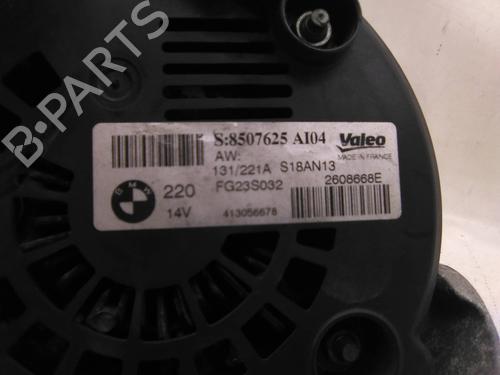 S:8507625 AI04
Valeo
AW:
131/221A S18AN13
MADE IN FRANCE
220
FG23S032
2608668E
14V
413056678
B-PARTS